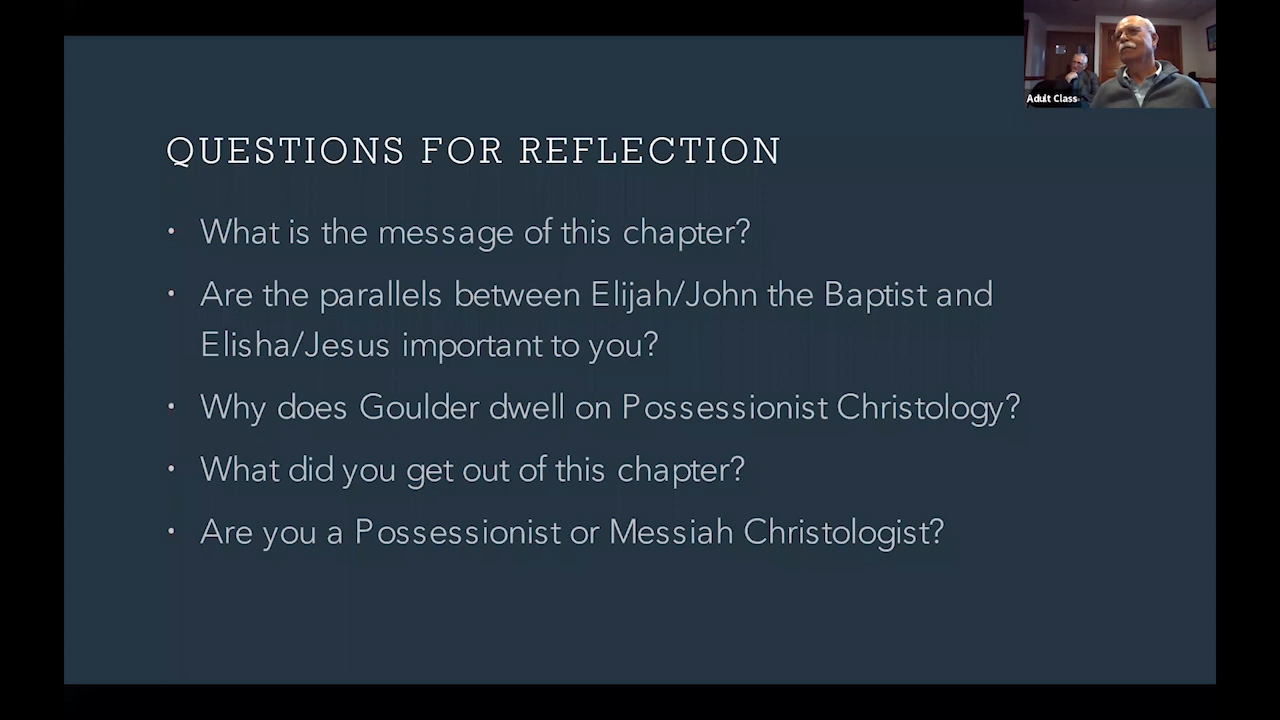 Adult Class
QUESTIONS FOR REFLECTION
• What is the message of this chapter?
• Are the parallels between Elijah/John the Baptist and
Elisha/Jesus important to you?
• Why does Goulder dwell on Possessionist Christology?
• What did you get out of this chapter?
• Are you a Possessionist or Messiah Christologist?